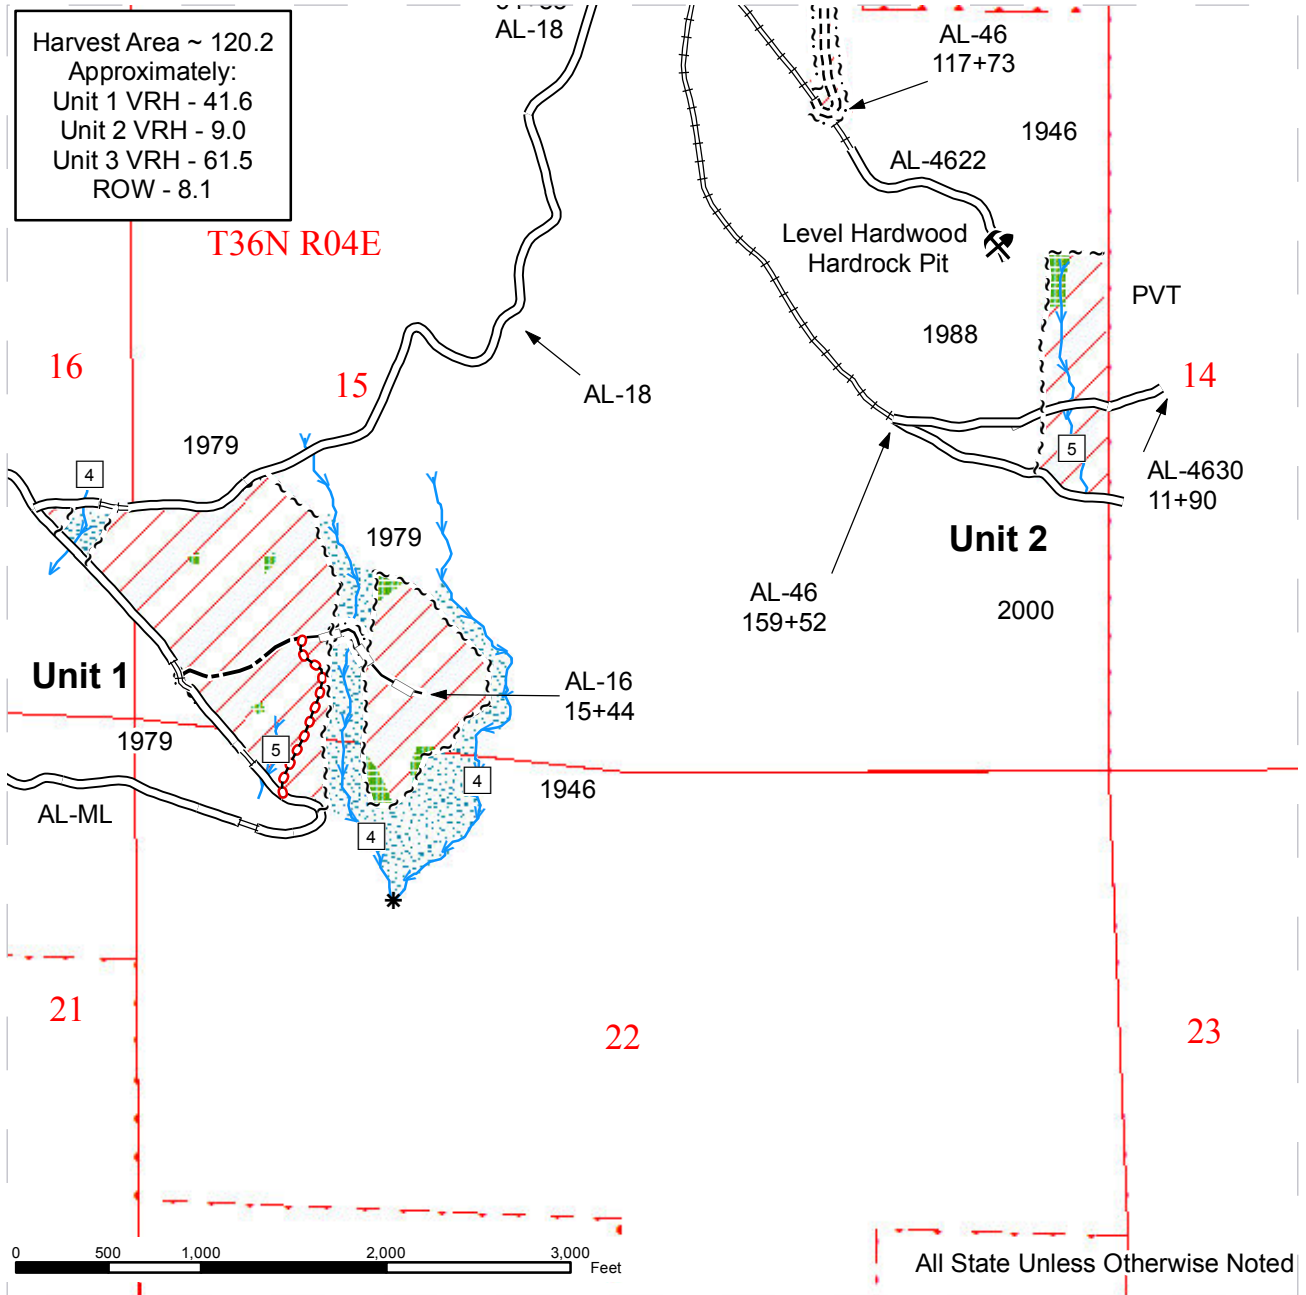 Harvest Area ~ 120.2
Approximately:
Unit 1 VRH - 41.6
Unit 2 VRH - 9.0
Unit 3 VRH - 61.5
ROW - 8.1
AL-18
AL-46
117+73
1946
AL-4622
T36N R04E
Level Hardwood
Hardrock Pit
PVT
1988
16
15
14
AL-18
1979
4
5
AL-4630
11+90
1979
Unit 2
AL-46
159+52
2000
Unit 1
AL-16
15+44
1979
5
4
1946
AL-ML
4
21
22
23
0 500 1,000 2,000 3,000
Feet
All State Unless Otherwise Noted